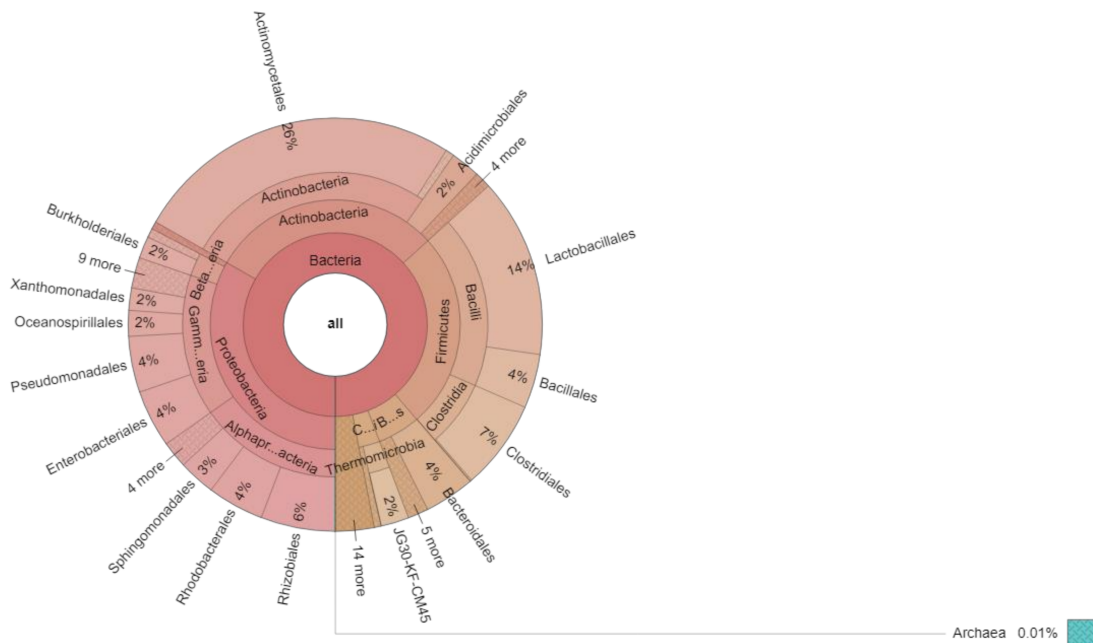 Actinomycetales
26%
Acidimicrobiales
2%
4 more
Actinobacteria
Actinobacteria
Burkholderiales
2%
Beta...eria
Lactobacillales
14%
Bacteria
9 more
Xanthomonadales
2%
Oceanospirillales
2%
Gamm...eria
all
Firmicutes
Bacilli
Pseudomonadales
4%
Proteobacteria
Bacillales
4%
Enterobacteriales
4%
Clostridia
Clostridiales
7%
C...i
B...s
Alphapr...acteria
Thermomicrobia
4 more
Sphingomonadales
3%
Rhodobacterales
4%
Rhizobiales
6%
14 more
JG30-KF-CM45
2%
5 more
Bacteroidales
4%
Archaea 0.01%